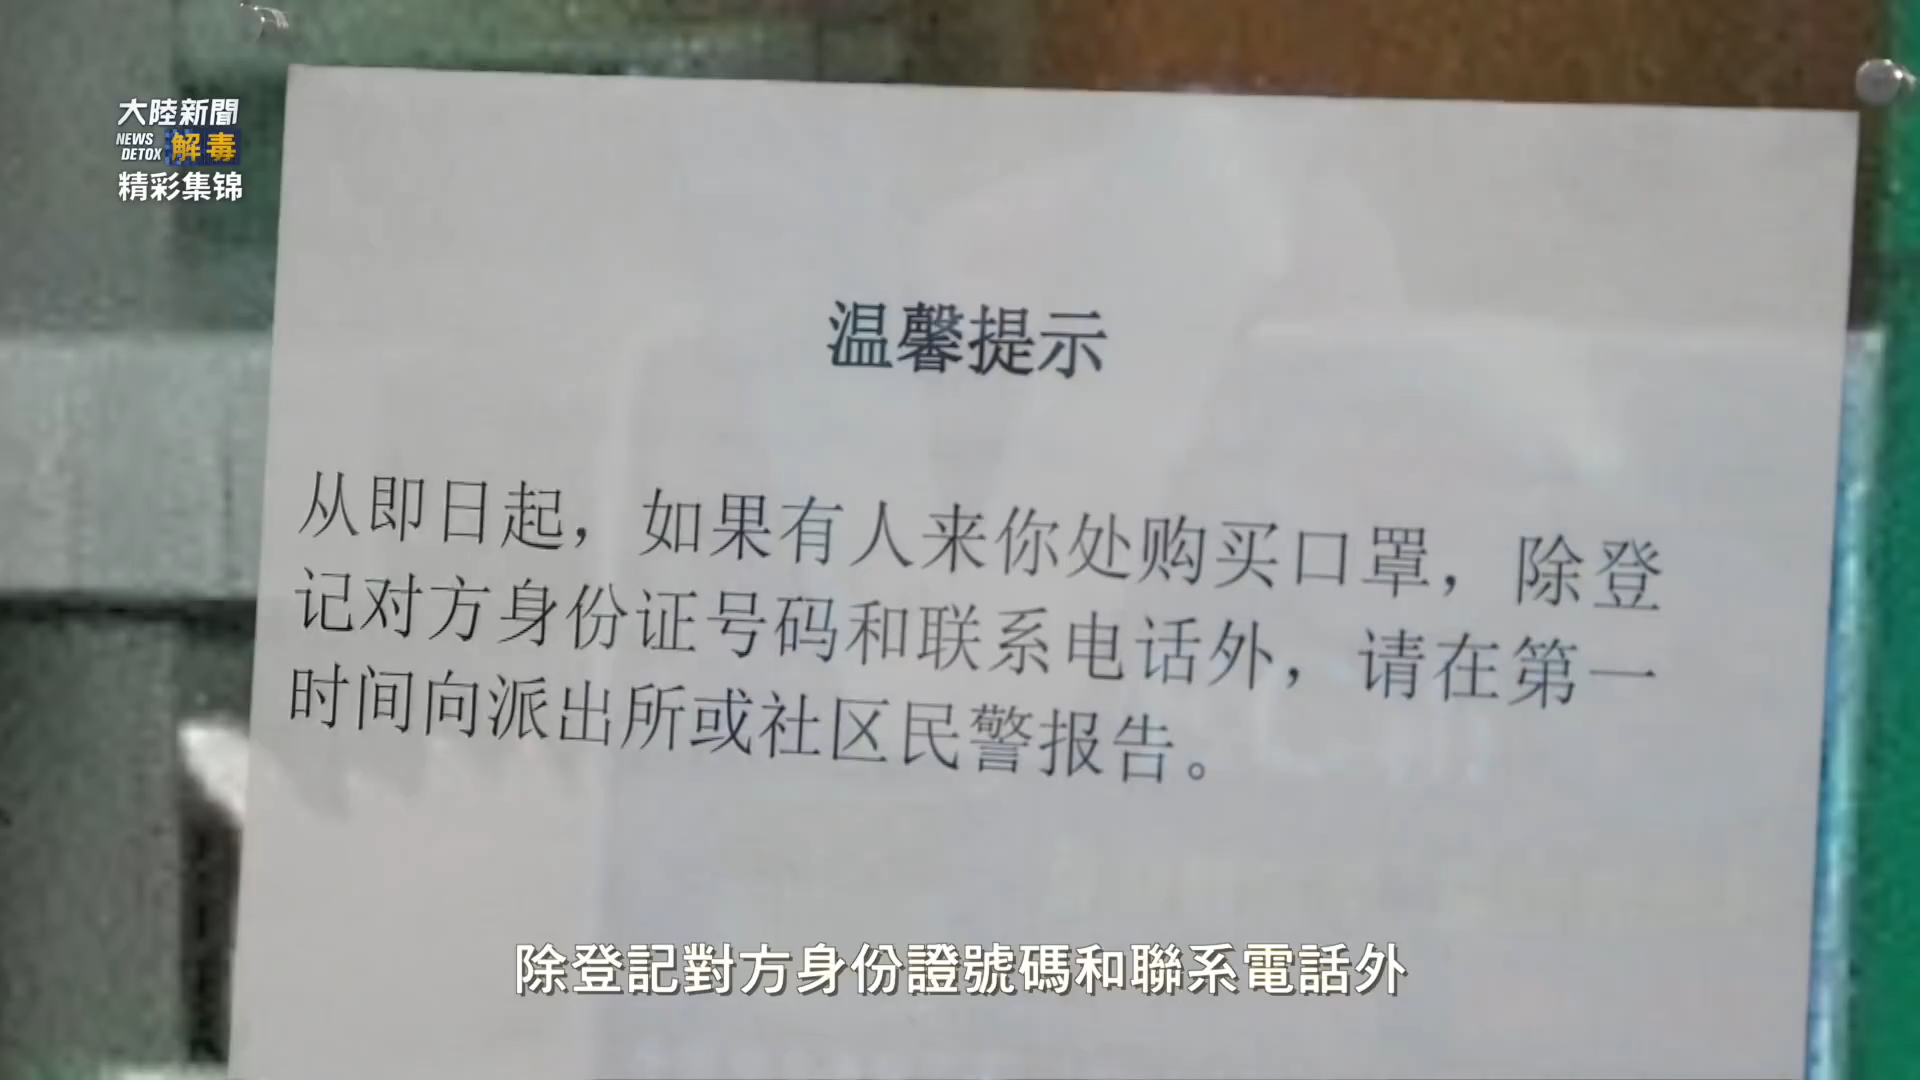 大陸新聞
NEWS
DETOX 解毒
精彩集锦
温馨提示
从即日起，如果有人来你处购买口罩，除登
记对方身份证号码和联系电话外，请在第一
时间向派出所或社区民警报告。
除登記對方身份證號碼和聯系電話外